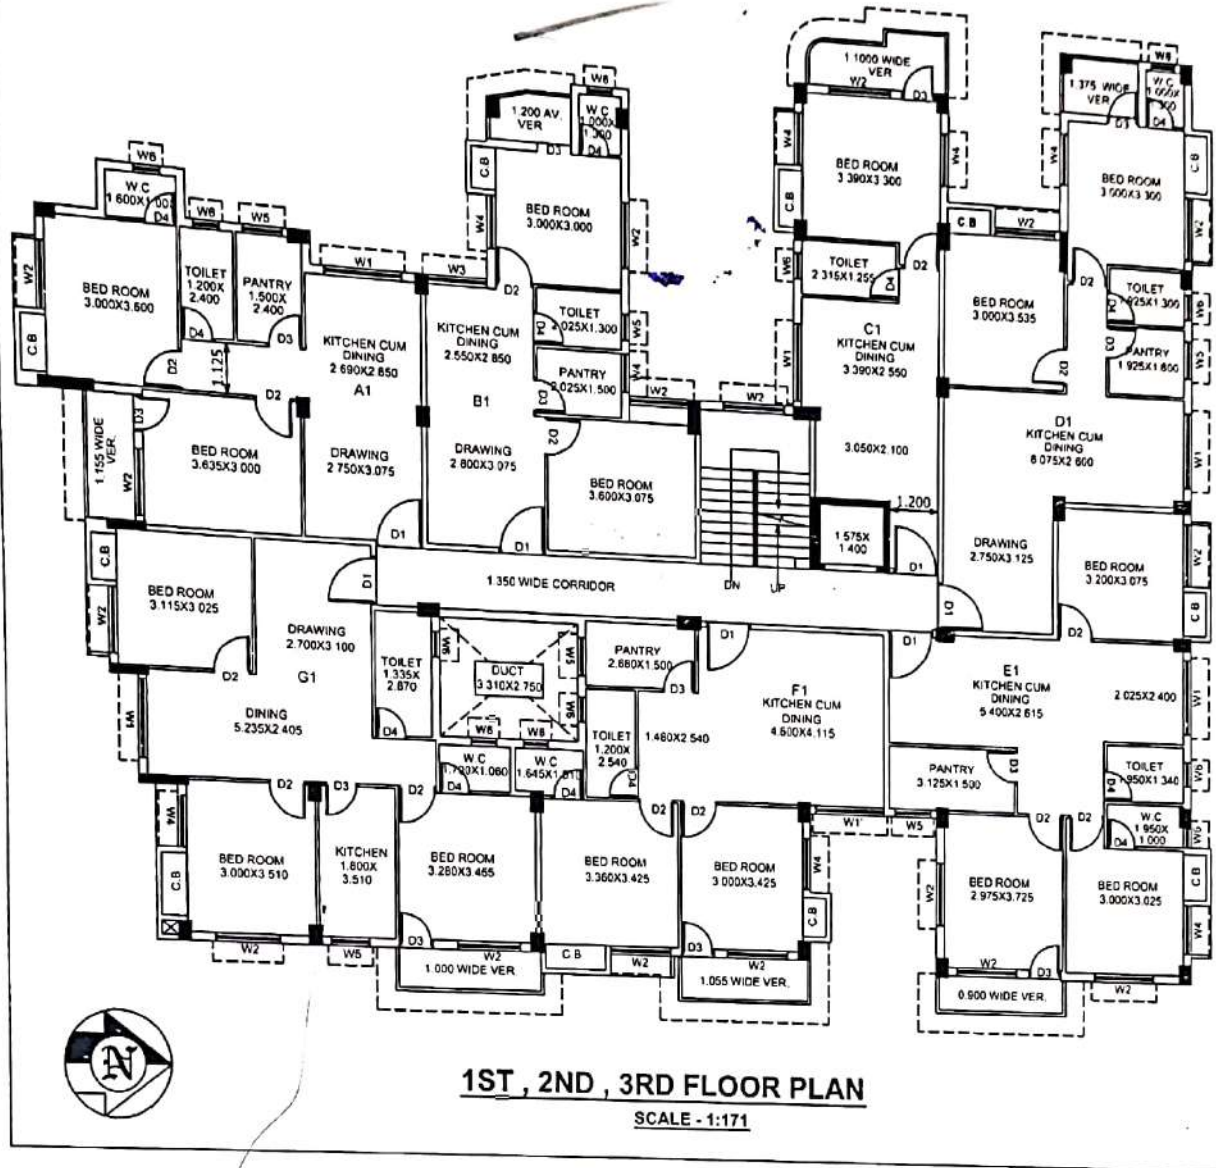 1.1000 WIDE
VER
W2
D3
W4
C.B
BED ROOM
3.390X3.300
W4
W6
1.375 WIDE
VER
W.C
D3
D4
W4
BED ROOM
3.000X3.300
C.B
W2
W6
1.200 AV.
VER
W.C
1.000X
1.300
D3
D4
C.B
W4
BED ROOM
3.000X3.000
W2
D2
W6
W.C
D4
W6
W5
W2
C.B
BED ROOM
3.000X3.600
TOILET
1.200X
2.400
D4
PANTRY
1.500X
2.400
D3
D2
1.125
D2
W1
W3
KITCHEN CUM
DINING
2.690X2.850
A1
DRAWING
2.750X3.075
D1
KITCHEN CUM
DINING
2.550X2.850
B1
DRAWING
2.800X3.075
D1
TOILET
2.025X1.300
D4
W5
PANTRY
2.025X1.500
D3
W4
W2
D2
BED ROOM
3.600X3.075
W2
DN
UP
W6
TOILET
2.315X1.255
D4
D2
W1
C1
KITCHEN CUM
DINING
3.390X2.550
3.050X2.100
1.575X
1.400
1.200
D1
C.B
W2
BED ROOM
3.000X3.535
D2
D2
TOILET
1.925X1.300
D4
W6
D3
PANTRY
1.925X1.600
W5
D1
KITCHEN CUM
DINING
6.075X2.600
W1
DRAWING
2.750X3.125
D1
BED ROOM
3.200X3.075
W2
C.B
D2
D3
1.155 WIDE
VER.
W2
BED ROOM
3.635X3.000
C.B
W2
BED ROOM
3.115X3.025
D2
D1
1.350 WIDE CORRIDOR
DRAWING
2.700X3.100
G1
DINING
5.235X2.405
W1
TOILET
1.335X
2.870
D4
W6
DUCT
3.310X2.750
W5
W6
W6
W6
PANTRY
2.680X1.500
D3
D1
F1
KITCHEN CUM
DINING
4.600X4.115
1.460X2.540
TOILET
1.200X
2.540
D4
D1
E1
KITCHEN CUM
DINING
5.400X2.615
2.025X2.400
W1
PANTRY
3.125X1.500
D3
TOILET
1.950X1.340
D4
W6
W.C
1.950X
1.000
D4
W6
W.C
D4
W.C
D4
D2
D3
D2
D2
D2
W1
W5
D2
D2
W4
C.B
BED ROOM
3.000X3.510
W2
KITCHEN
1.800X
3.510
W5
BED ROOM
3.280X3.465
D3
W2
1.000 WIDE VER
BED ROOM
3.360X3.425
C.B
W2
BED ROOM
3.000X3.425
W4
C.B
D3
W2
1.055 WIDE VER.
W2
BED ROOM
2.975X3.725
W2
D3
0.900 WIDE VER.
BED ROOM
3.000X3.025
C.B
W4
W2
N
1ST , 2ND , 3RD FLOOR PLAN
SCALE - 1:171